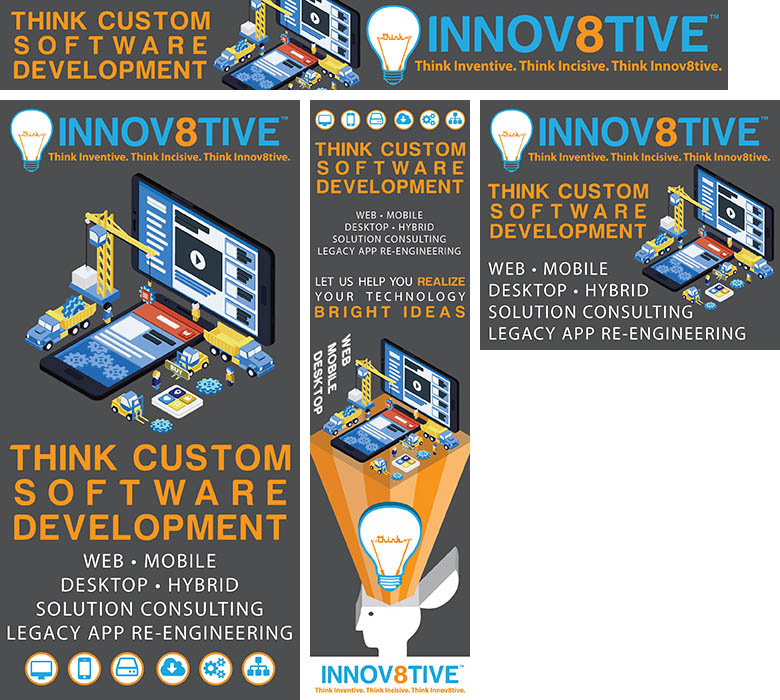 THINK CUSTOM
SOFTWARE
DEVELOPMENT
think
INNOV8TIVE™
Think Inventive. Think Incisive. Think Innov8tive.
think
INNOV8TIVE™
Think Inventive. Think Incisive. Think Innov8tive.
BUY
THINK CUSTOM
SOFTWARE
DEVELOPMENT
WEB • MOBILE
DESKTOP • HYBRID
SOLUTION CONSULTING
LEGACY APP RE-ENGINEERING
THINK CUSTOM
SOFTWARE
DEVELOPMENT
WEB • MOBILE
DESKTOP • HYBRID
SOLUTION CONSULTING
LEGACY APP RE-ENGINEERING
LET US HELP YOU REALIZE
YOUR TECHNOLOGY
BRIGHT IDEAS
WEB
MOBILE
DESKTOP
think
INNOV8TIVE™
Think Inventive. Think Incisive. Think Innov8tive.
think
INNOV8TIVE™
Think Inventive. Think Incisive. Think Innov8tive.
THINK CUSTOM
SOFTWARE
DEVELOPMENT
WEB • MOBILE
DESKTOP • HYBRID
SOLUTION CONSULTING
LEGACY APP RE-ENGINEERING